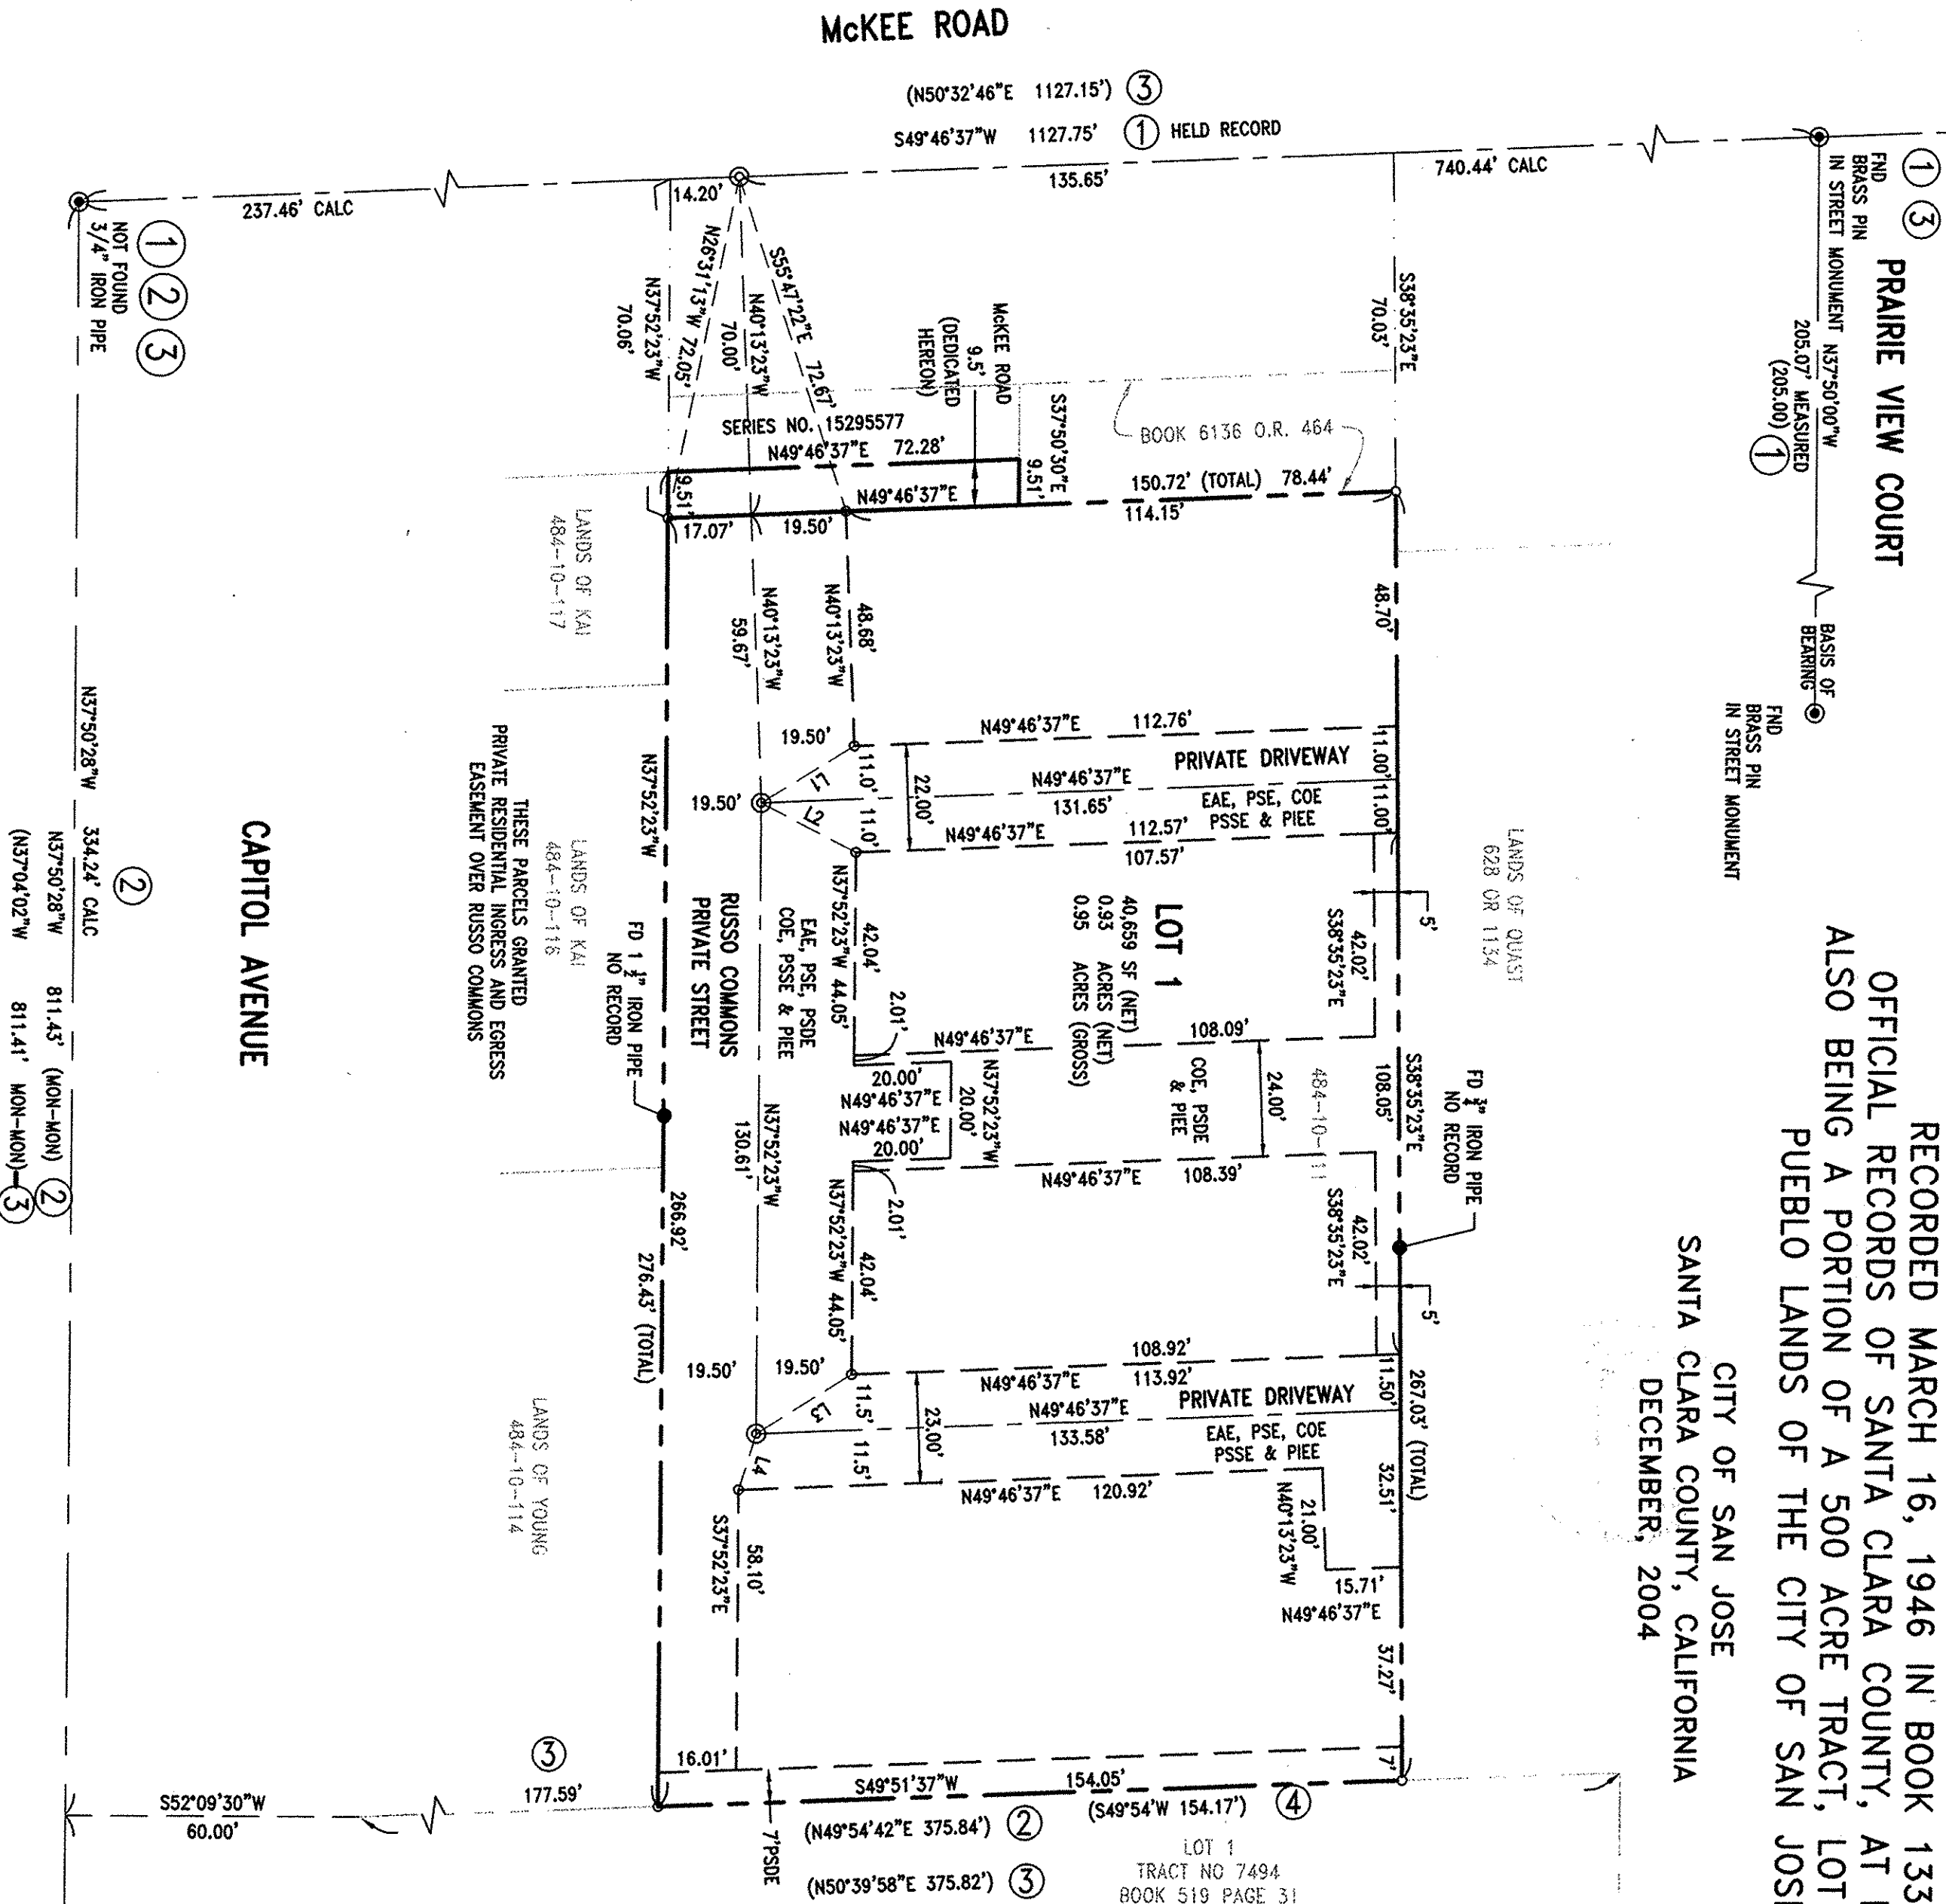 McKEE ROAD
(N50°32'46"E 1127.15') ③
S49°46'37"W 1127.75' ① HELD RECORD
237.46' CALC
14.20'
135.65'
740.44' CALC
① ③
FND
BRASS PIN
IN STREET MONUMENT
PRAIRIE VIEW COURT
N37°50'00"W
205.07' MEASURED
(205.00) ①
BASIS OF
BEARING
FND
BRASS PIN
IN STREET MONUMENT
① ② ③
NOT FOUND
3/4" IRON PIPE
N37°52'23"W
70.06'
N26°31'13"W 72.05'
N40°13'23"W
70.00'
S55°47'22"E 72.67'
McKEE ROAD
9.5'
(DEDICATED
HEREON)
S38°35'23"E
70.03'
SERIES NO. 15295577
N49°46'37"E 72.28'
S37°50'30"E
9.51'
BOOK 6136 O.R. 464
150.72' (TOTAL) 78.44'
N49°46'37"E
114.15'
9.51'
17.07'
19.50'
LANDS OF KAI
484-10-117
N40°13'23"W
59.67'
48.68'
N40°13'23"W
48.70'
N49°46'37"E 112.76'
PRIVATE DRIVEWAY
N49°46'37"E
131.65'
EAE, PSE, COE
PSSE & PIEE
N49°46'37"E 112.57'
107.57'
11.00'
11.00'
19.50'
19.50'
11.0'
11.0'
22.00'
L1
L2
LANDS OF QUAST
628 OR 1134
N37°52'23"W
THESE PARCELS GRANTED
PRIVATE RESIDENTIAL INGRESS AND EGRESS
EASEMENT OVER RUSSO COMMONS
LANDS OF KAI
484-10-116
FD 1 ½" IRON PIPE
NO RECORD
RUSSO COMMONS
PRIVATE STREET
EAE, PSE, PSDE
COE, PSSE & PIEE
42.04'
N37°52'23"W 44.05'
2.01'
LOT 1
40,659 SF (NET)
0.93 ACRES (NET)
0.95 ACRES (GROSS)
42.02'
S38°35'23"E
5'
N49°46'37"E 108.09'
24.00'
COE, PSDE
& PIEE
484-10-111
S38°35'23"E
108.05'
FD ¾" IRON PIPE
NO RECORD
20.00'
N49°46'37"E
N37°52'23"W
20.00'
N49°46'37"E
20.00'
N49°46'37"E 108.39'
2.01'
42.04'
N37°52'23"W 44.05'
N37°52'23"W
130.61'
42.02'
S38°35'23"E
5'
266.92'
276.43' (TOTAL)
19.50'
19.50'
108.92'
N49°46'37"E 113.92'
PRIVATE DRIVEWAY
N49°46'37"E
133.58'
EAE, PSE, COE
PSSE & PIEE
N49°46'37"E 120.92'
11.5'
11.5'
23.00'
L3
L4
11.50'
267.03' (TOTAL)
32.51'
21.00'
N40°13'23"W
15.71'
N49°46'37"E
37.27'
58.10'
S37°52'23"E
LANDS OF YOUNG
484-10-114
16.01'
7'
S49°51'37"W 154.05'
(S49°54'W 154.17') ④
(N49°54'42"E 375.84') ②
(N50°39'58"E 375.82') ③
7'PSDE
③
177.59'
S52°09'30"W
60.00'
LOT 1
TRACT NO 7494
BOOK 519 PAGE 31
CAPITOL AVENUE
N37°50'28"W 334.24' CALC
②
N37°50'28"W 811.43' (MON-MON) ②
(N37°04'02"W 811.41' MON-MON) ③
RECORDED MARCH 16, 1946 IN BOOK 133
OFFICIAL RECORDS OF SANTA CLARA COUNTY, AT
ALSO BEING A PORTION OF A 500 ACRE TRACT, LOT
PUEBLO LANDS OF THE CITY OF SAN JOS
CITY OF SAN JOSE
SANTA CLARA COUNTY, CALIFORNIA
DECEMBER, 2004